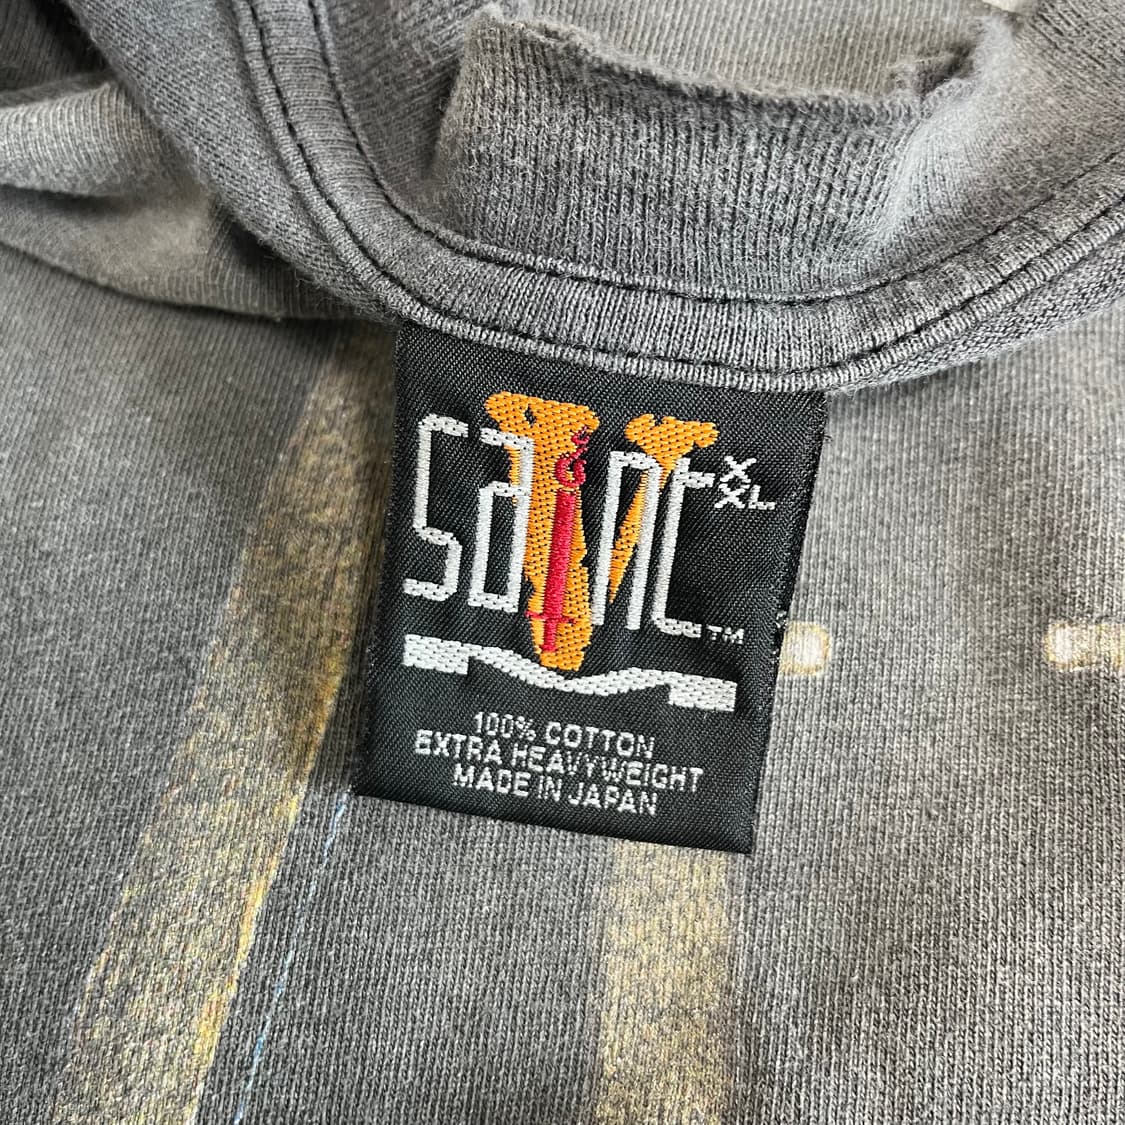 SaINt
XXL
TM
100% COTTON
EXTRA HEAVYWEIGHT
MADE IN JAPAN